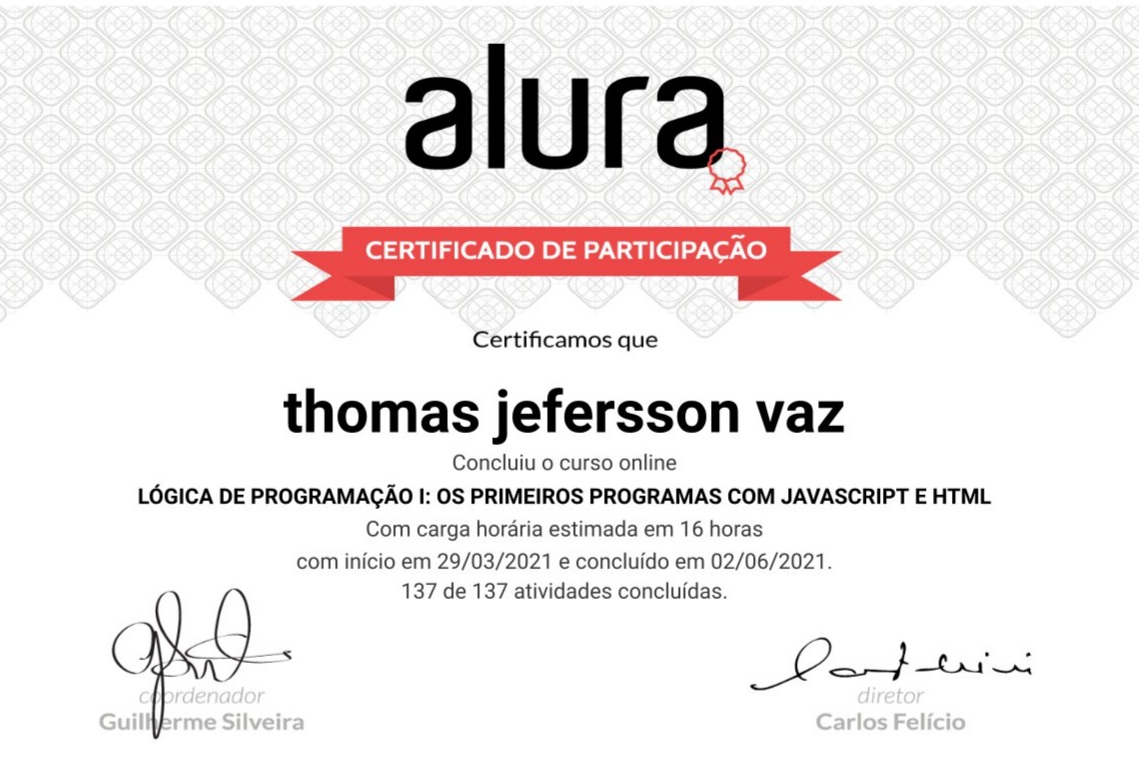 alura
CERTIFICADO DE PARTICIPAÇÃO
Certificamos que
thomas jefersson vaz
Concluiu o curso online
LÓGICA DE PROGRAMAÇÃO I: OS PRIMEIROS PROGRAMAS COM JAVASCRIPT E HTML
Com carga horária estimada em 16 horas
com início em 29/03/2021 e concluído em 02/06/2021.
137 de 137 atividades concluídas.
coordenador
Guilherme Silveira
diretor
Carlos Felício